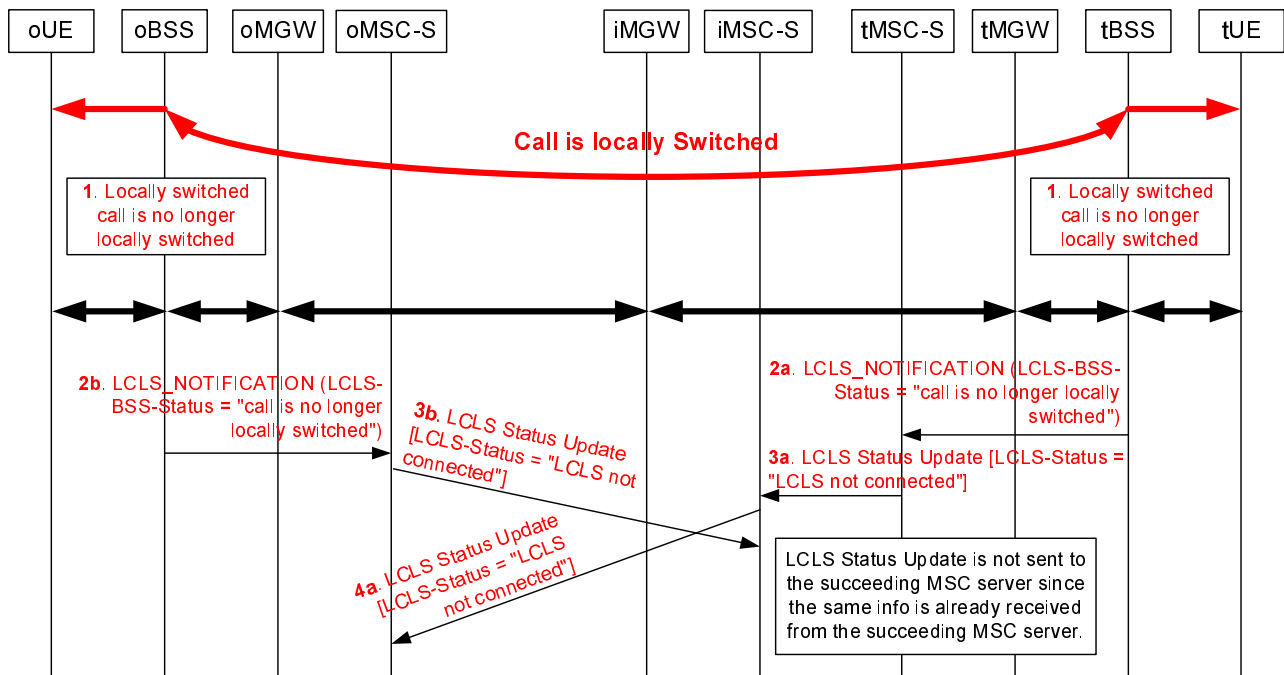 oUE
oBSS
oMGW
oMSC-S
iMGW
iMSC-S
tMSC-S
tMGW
tBSS
tUE
Call is locally Switched
1. Locally switched
call is no longer
locally switched
1. Locally switched
call is no longer
locally switched
2b. LCLS_NOTIFICATION (LCLS-
BSS-Status = "call is no longer
locally switched")
2a. LCLS_NOTIFICATION (LCLS-BSS-
Status = "call is no longer locally
switched")
3b. LCLS Status Update
[LCLS-Status = "LCLS not
connected"]
3a. LCLS Status Update [LCLS-Status =
"LCLS not connected"]
4a. LCLS Status Update
[LCLS-Status = "LCLS
not connected"]
LCLS Status Update is not sent to
the succeeding MSC server since
the same info is already received
from the succeeding MSC server.